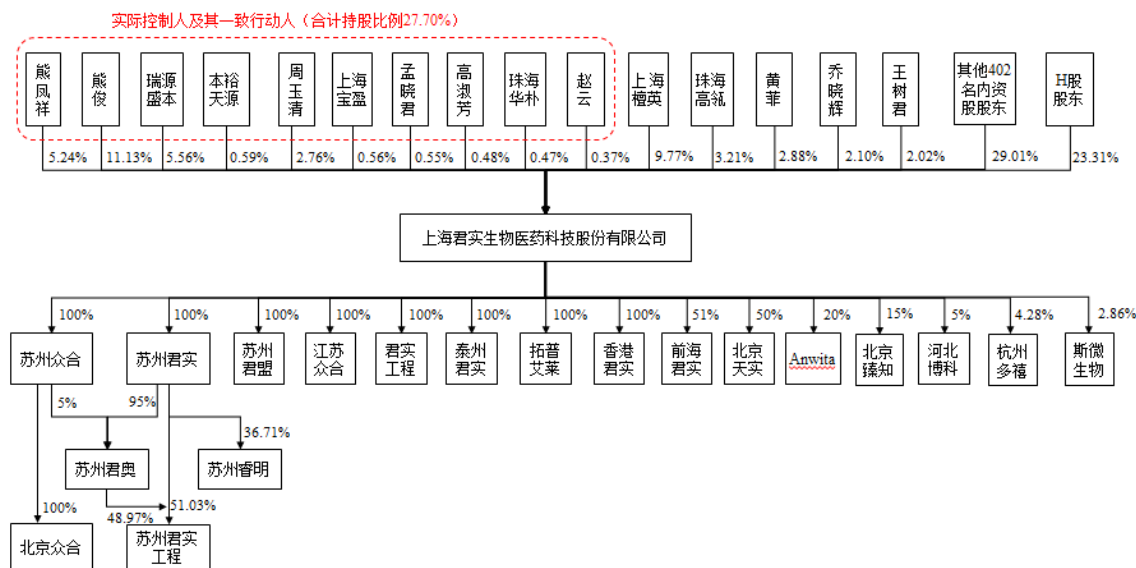 实际控制人及其一致行动人（合计持股比例27.70%）
熊凤祥
熊俊
瑞源盛本
本裕天源
周玉清
上海宝盈
孟晓君
高淑芳
珠海华朴
赵云
上海檀英
珠海高瓴
黄菲
乔晓辉
王树君
其他402
名内资
股股东
H股
股东
5.24%
11.13%
5.56%
0.59%
2.76%
0.56%
0.55%
0.48%
0.47%
0.37%
9.77%
3.21%
2.88%
2.10%
2.02%
29.01%
23.31%
上海君实生物医药科技股份有限公司
100%
100%
100%
100%
100%
100%
100%
100%
51%
50%
20%
15%
5%
4.28%
2.86%
苏州众合
苏州君实
苏州
君盟
江苏
众合
君实
工程
泰州
君实
拓普
艾莱
香港
君实
前海
君实
北京
天实
Anwita
北京
臻知
河北
博科
杭州
多禧
斯微
生物
5%
95%
36.71%
苏州君奥
苏州睿明
100%
48.97%
51.03%
北京众合
苏州君实
工程